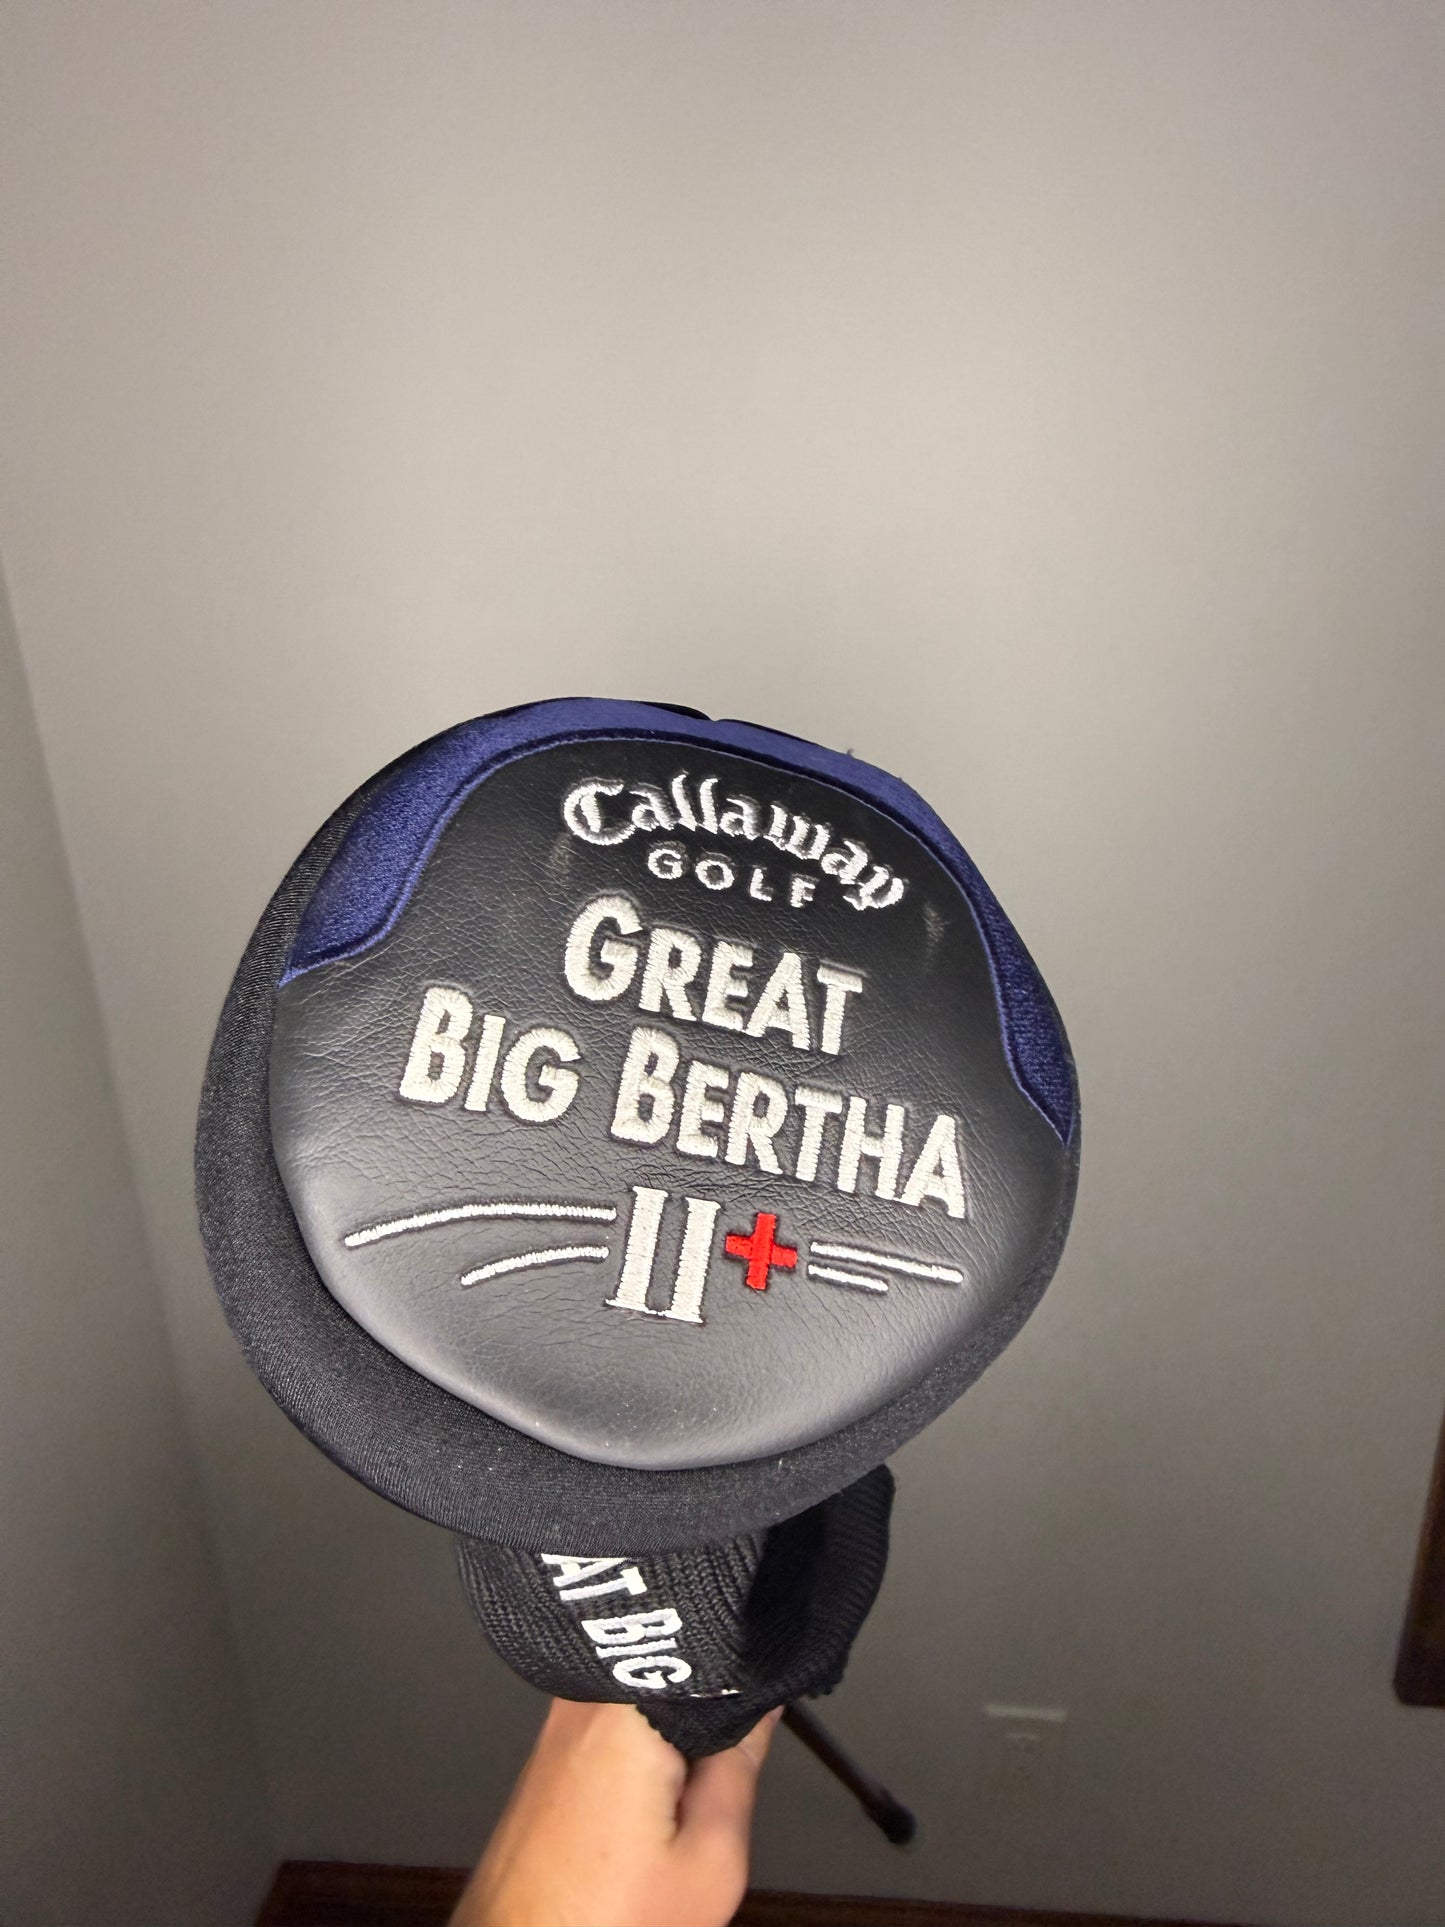 Callaway
GOLF
GREAT
BIG BERTHA
II+
AT BIG